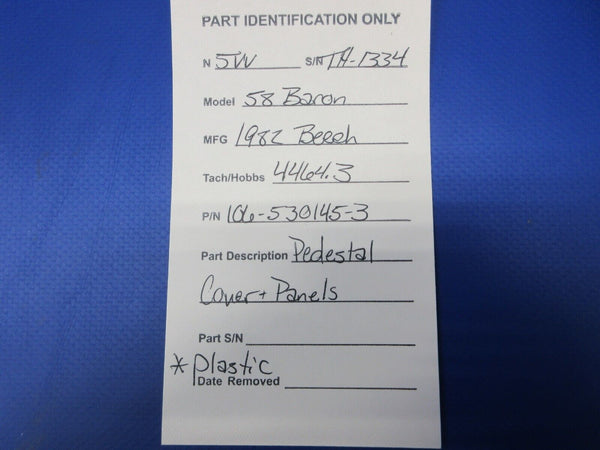 PART IDENTIFICATION ONLY
N 5W S/N TH-1334
Model 58 Baron
MFG 1982 Beech
Tach/Hobbs 4464.3
P/N 106-530145-3
Part Description Pedestal
Cover + Panels
Part S/N
* Plastic
Date Removed